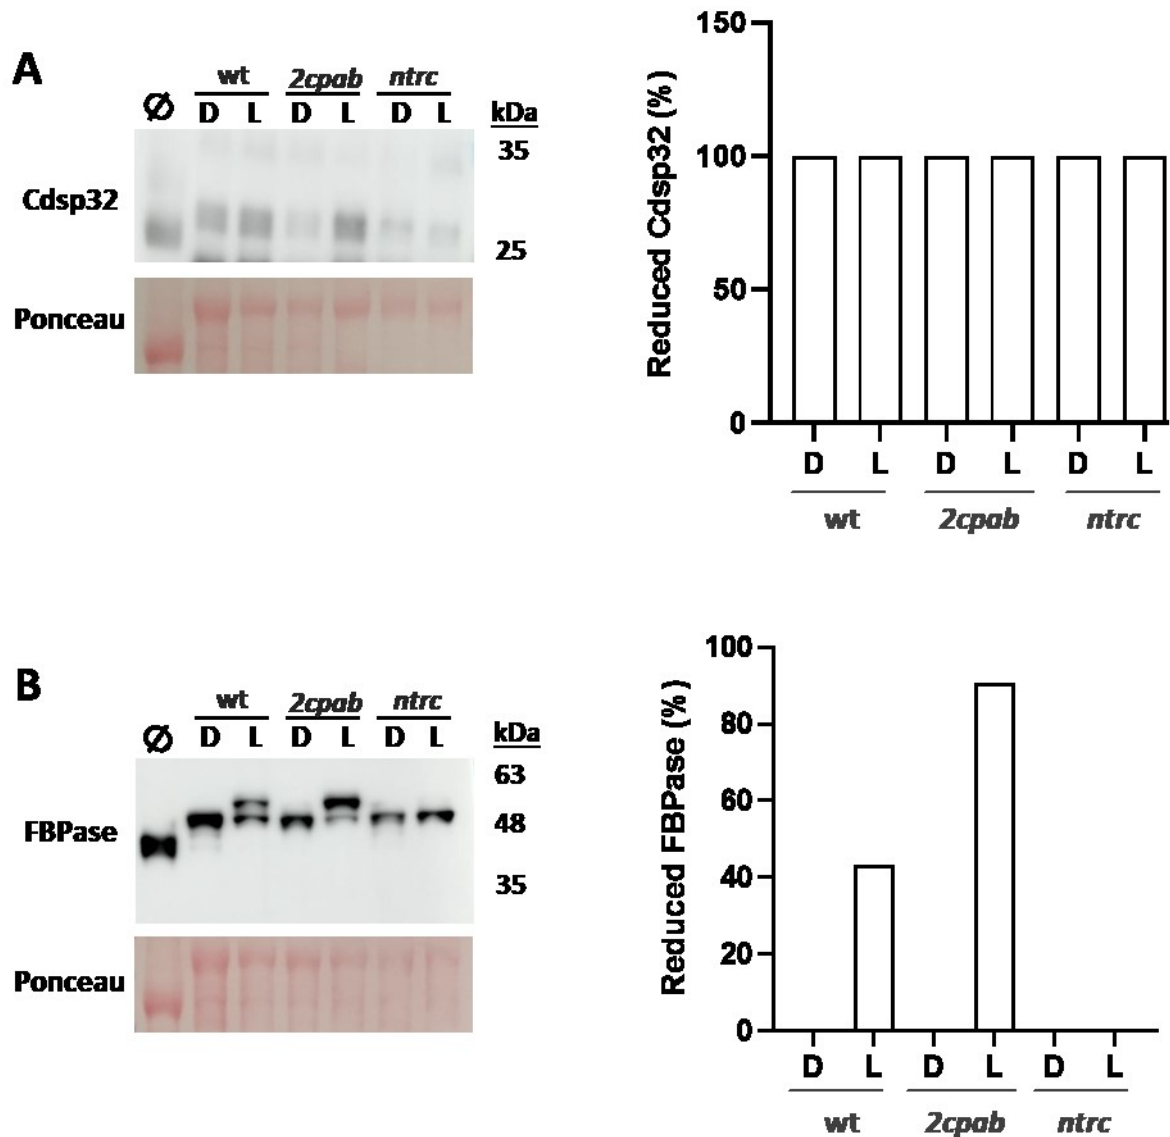 A
wt 2cpab ntrc
Ø D L D L D L kDa
35
Cdsp32
25
Ponceau
150
100
50
0
Reduced Cdsp32 (%)
D L D L D L
wt 2cpab ntrc
B
wt 2cpab ntrc
Ø D L D L D L kDa
63
48
FBPase
35
Ponceau
100
80
60
40
20
0
Reduced FBPase (%)
D L D L D L
wt 2cpab ntrc